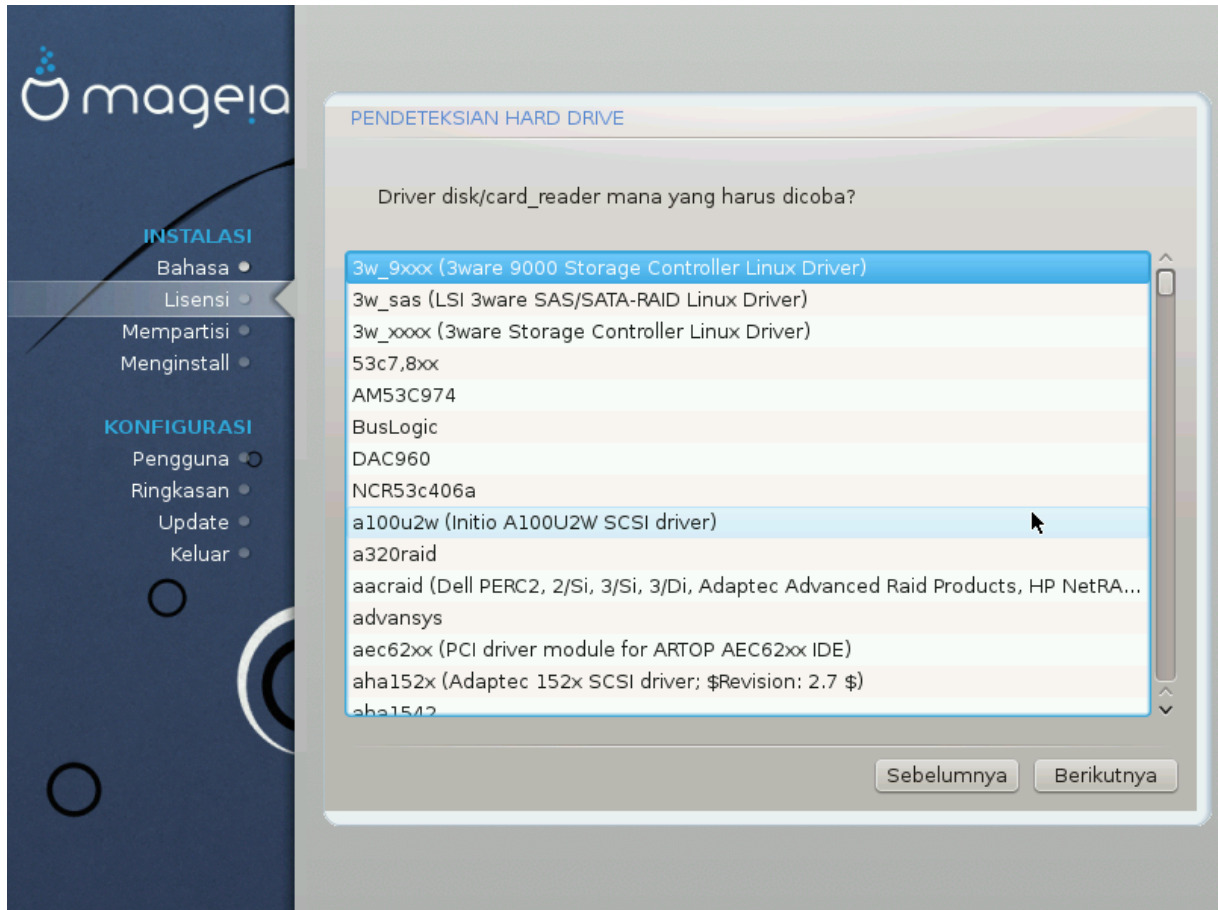 mageia
INSTALASI
Bahasa
Lisensi
Mempartisi
Menginstall
KONFIGURASI
Pengguna
Ringkasan
Update
Keluar
PENDETEKSIAN HARD DRIVE
Driver disk/card_reader mana yang harus dicoba?
3w_9xxx (3ware 9000 Storage Controller Linux Driver)
3w_sas (LSI 3ware SAS/SATA-RAID Linux Driver)
3w_xxxx (3ware Storage Controller Linux Driver)
53c7,8xx
AM53C974
BusLogic
DAC960
NCR53c406a
a100u2w (Initio A100U2W SCSI driver)
a320raid
aacraid (Dell PERC2, 2/Si, 3/Si, 3/Di, Adaptec Advanced Raid Products, HP NetRA...
advansys
aec62xx (PCI driver module for ARTOP AEC62xx IDE)
aha152x (Adaptec 152x SCSI driver; $Revision: 2.7 $)
aha1542
Sebelumnya
Berikutnya